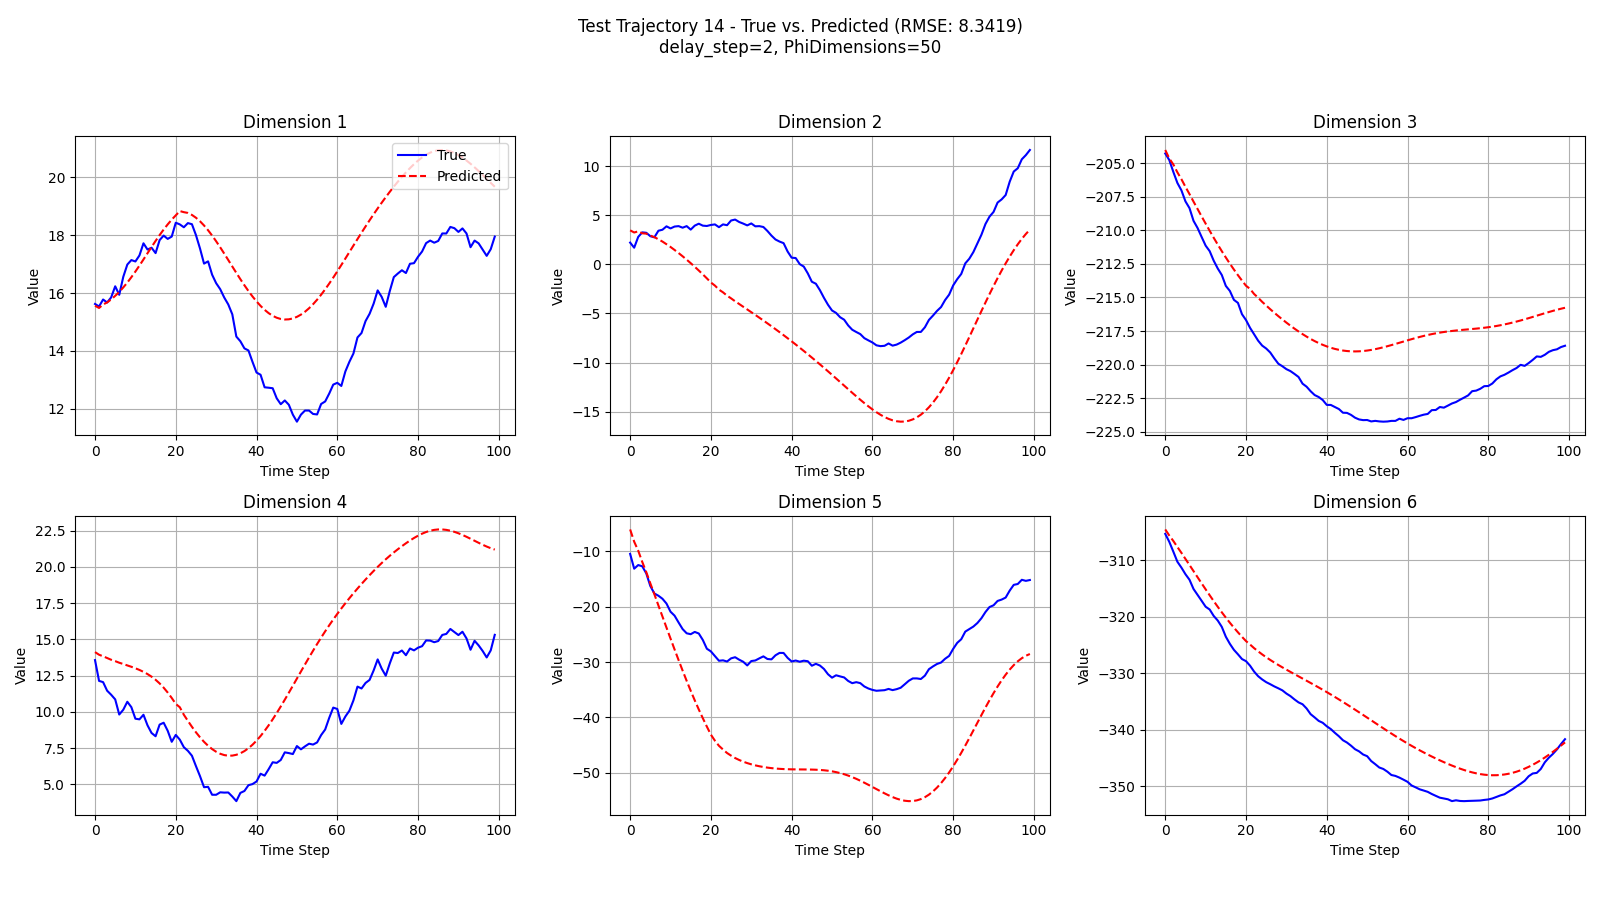 Test Trajectory 14 - True vs. Predicted (RMSE: 8.3419)
delay_step=2, PhiDimensions=50
Dimension 1
Value
20
18
16
14
12
True
Predicted
0 20 40 60 80 100
Time Step
Dimension 2
Value
10
5
0
−5
−10
−15
0 20 40 60 80 100
Time Step
Dimension 3
Value
−205.0
−207.5
−210.0
−212.5
−215.0
−217.5
−220.0
−222.5
−225.0
0 20 40 60 80 100
Time Step
Dimension 4
Value
22.5
20.0
17.5
15.0
12.5
10.0
7.5
5.0
0 20 40 60 80 100
Time Step
Dimension 5
Value
−10
−20
−30
−40
−50
0 20 40 60 80 100
Time Step
Dimension 6
Value
−310
−320
−330
−340
−350
0 20 40 60 80 100
Time Step